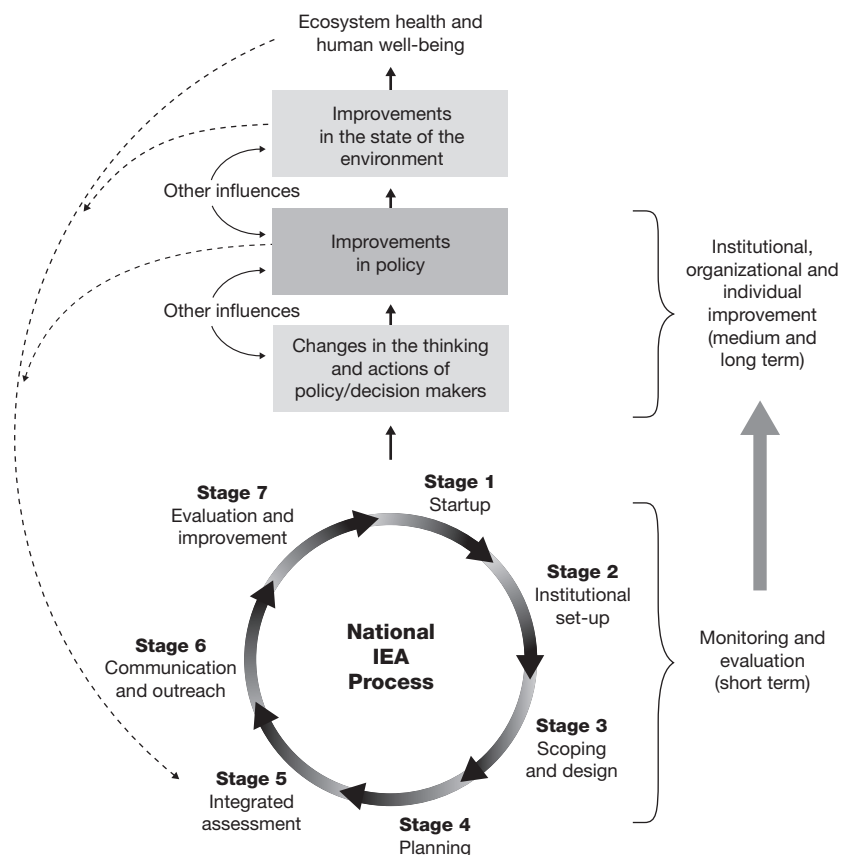 Ecosystem health and
human well-being
Improvements
in the state of the
environment
Other influences
Improvements
in policy
Other influences
Changes in the thinking
and actions of
policy/decision makers
Institutional,
organizational and
individual
improvement
(medium and
long term)
Stage 1
Startup
Stage 2
Institutional
set-up
Stage 3
Scoping
and design
Stage 4
Planning
Stage 5
Integrated
assessment
Stage 6
Communication
and outreach
Stage 7
Evaluation and
improvement
National
IEA
Process
Monitoring and
evaluation
(short term)